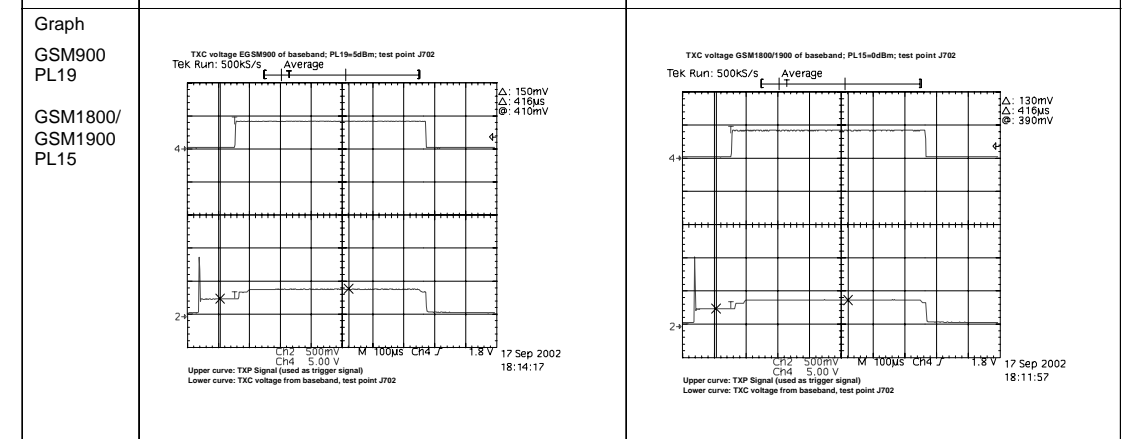 Graph
GSM900
PL19
GSM1800/
GSM1900
PL15
TXC voltage EGSM900 of baseband; PL19=5dBm; test point J702
Tek Run: 500kS/s Average
T
Δ: 150mV
Δ: 416µs
@: 410mV
T
4
T
2
Ch2 500mV M 100µs Ch4 1.8 V
Ch4 5.00 V
17 Sep 2002
18:14:17
Upper curve: TXP Signal (used as trigger signal)
Lower curve: TXC voltage from baseband, test point J702
TXC voltage GSM1800/1900 of baseband; PL15=0dBm; test point J702
Tek Run: 500kS/s Average
T
Δ: 130mV
Δ: 416µs
@: 390mV
T
4
T
2
Ch2 500mV M 100µs Ch4 1.8 V
Ch4 5.00 V
17 Sep 2002
18:11:57
Upper curve: TXP Signal (used as trigger signal)
Lower curve: TXC voltage from baseband, test point J702